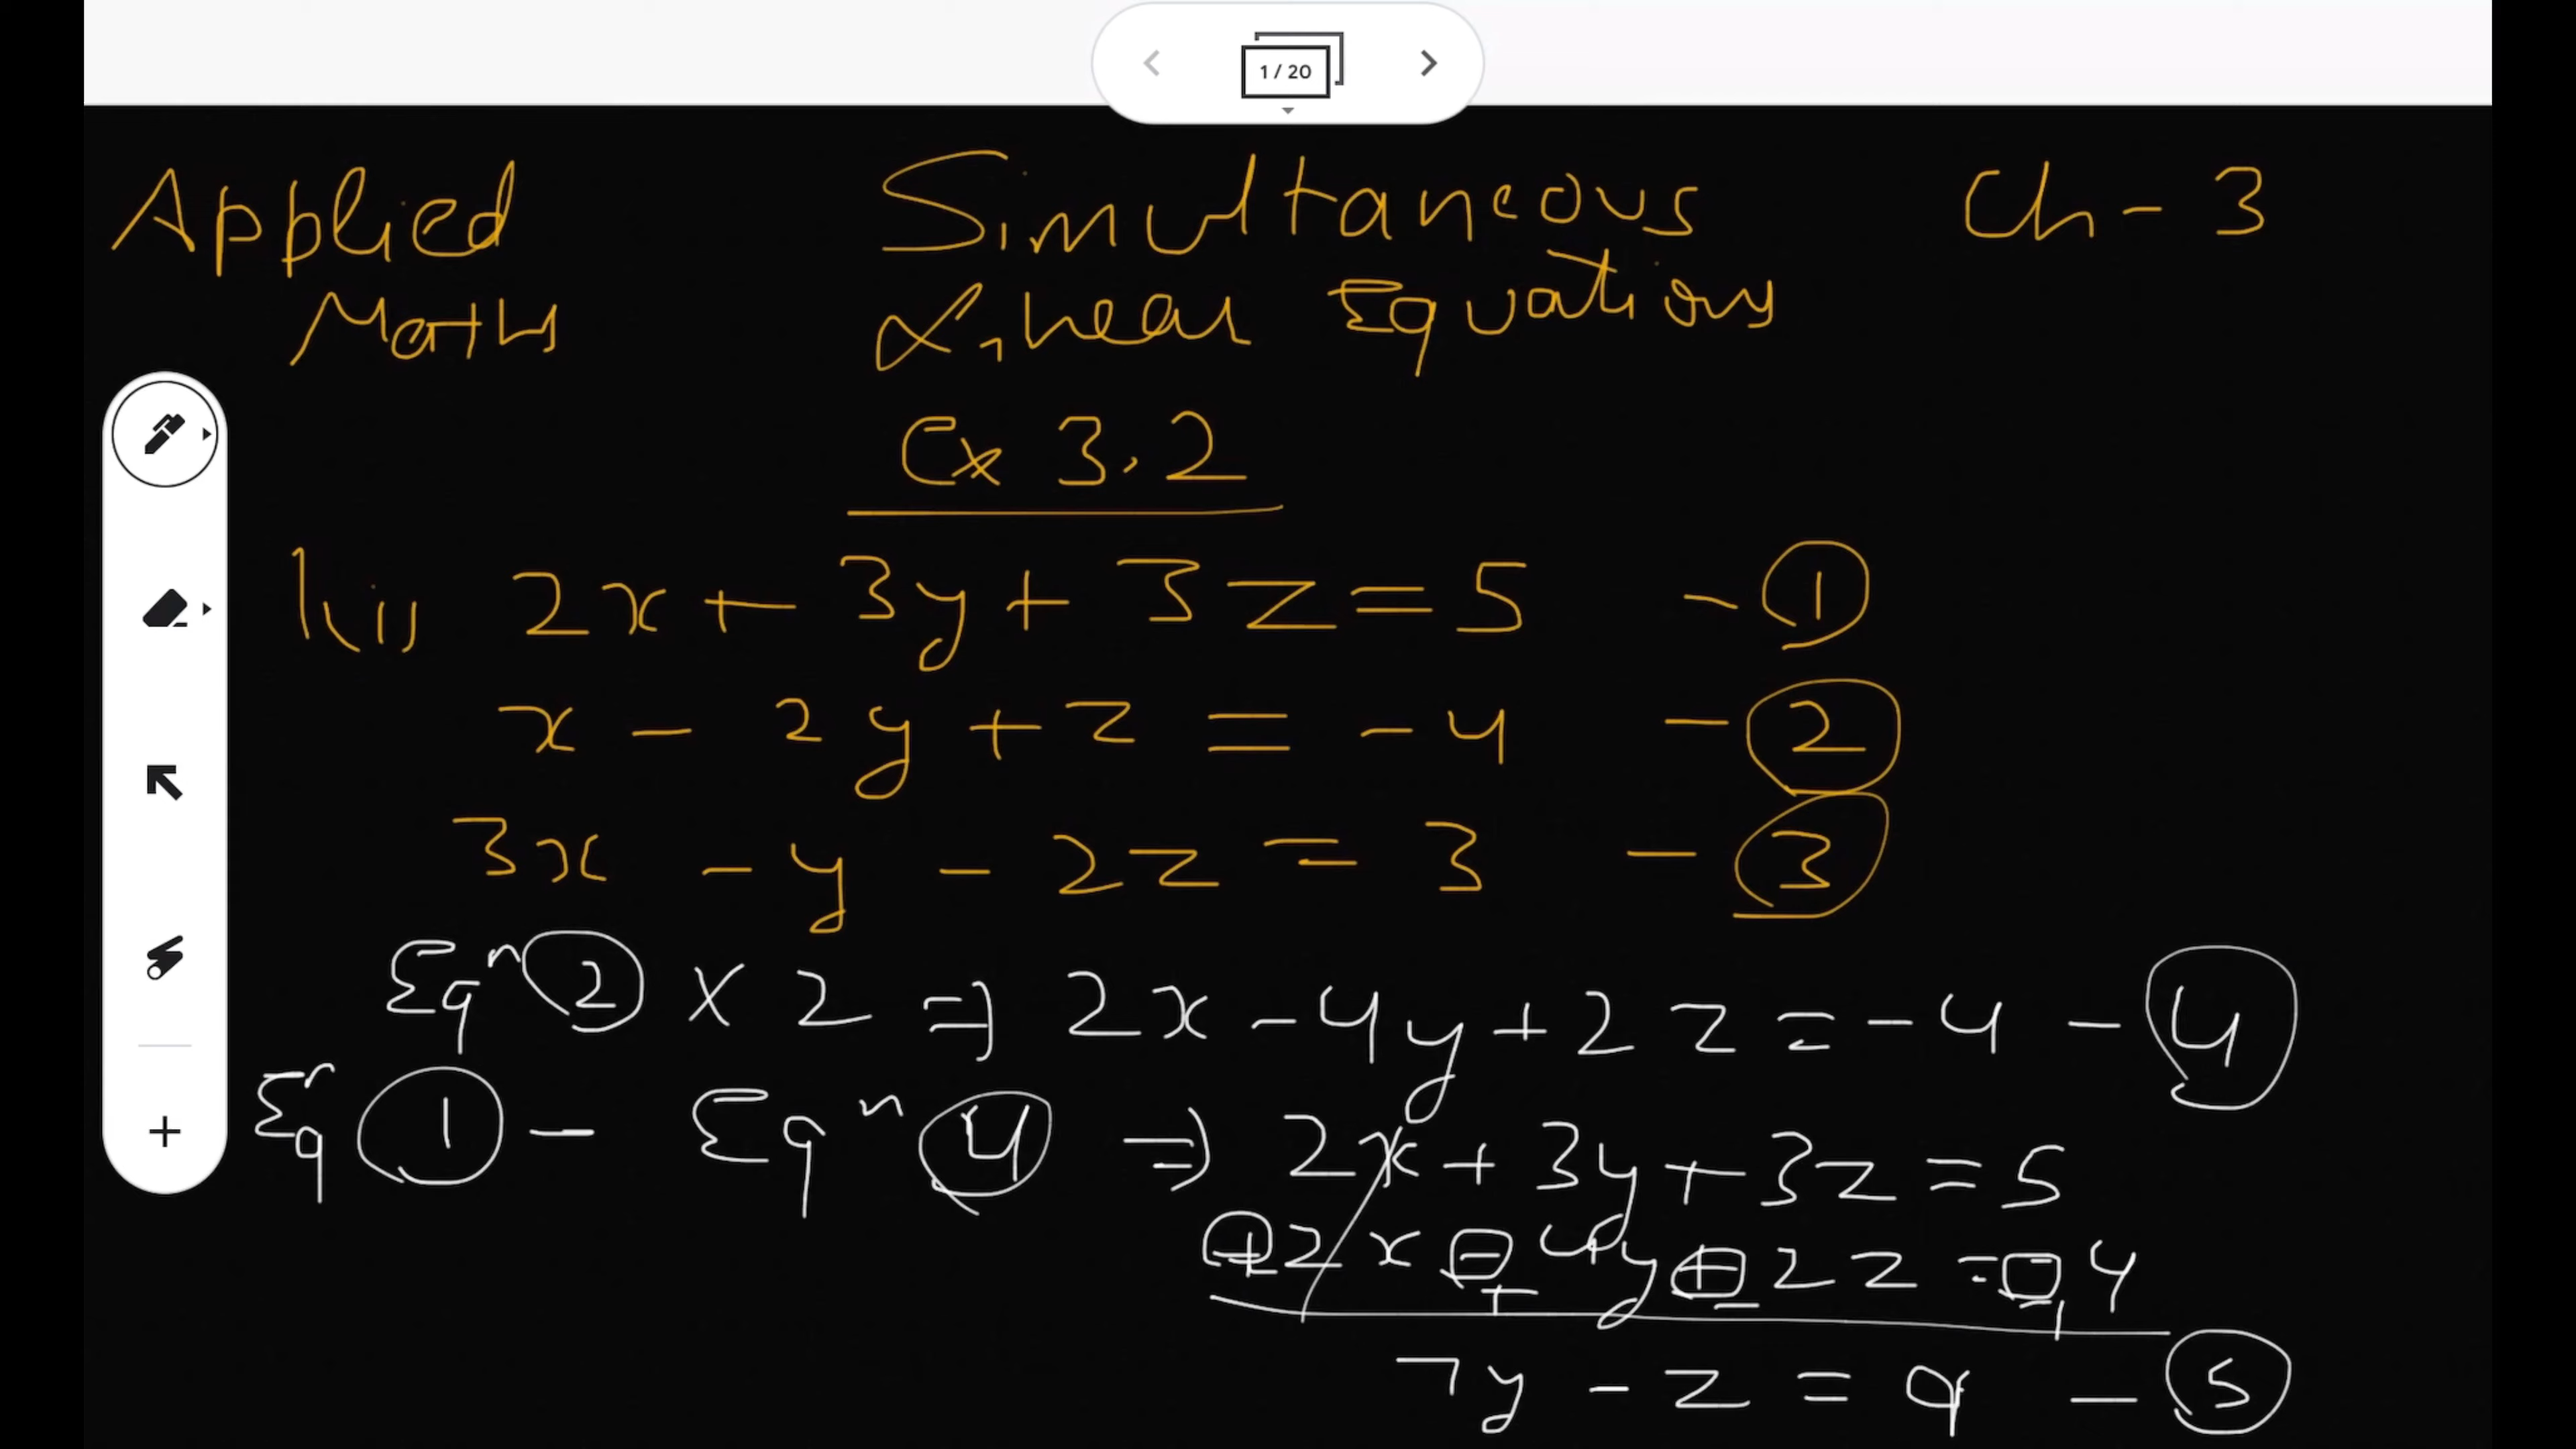 1 / 20
Applied Simultaneous Ch-3
Maths Linear Equations
Ex 3.2
1(i) 2x + 3y + 3z = 5 - ①
x - 2y + z = -4 - ②
3x - y - 2z = 3 - ③
Eqⁿ ② × 2 ⇒ 2x - 4y + 2z = -4 - ④
Eqⁿ ① - Eqⁿ ④ ⇒ 2x + 3y + 3z = 5
+2x - 4y + 2z = -4
- + - +
7y - z = 9 - ⑤